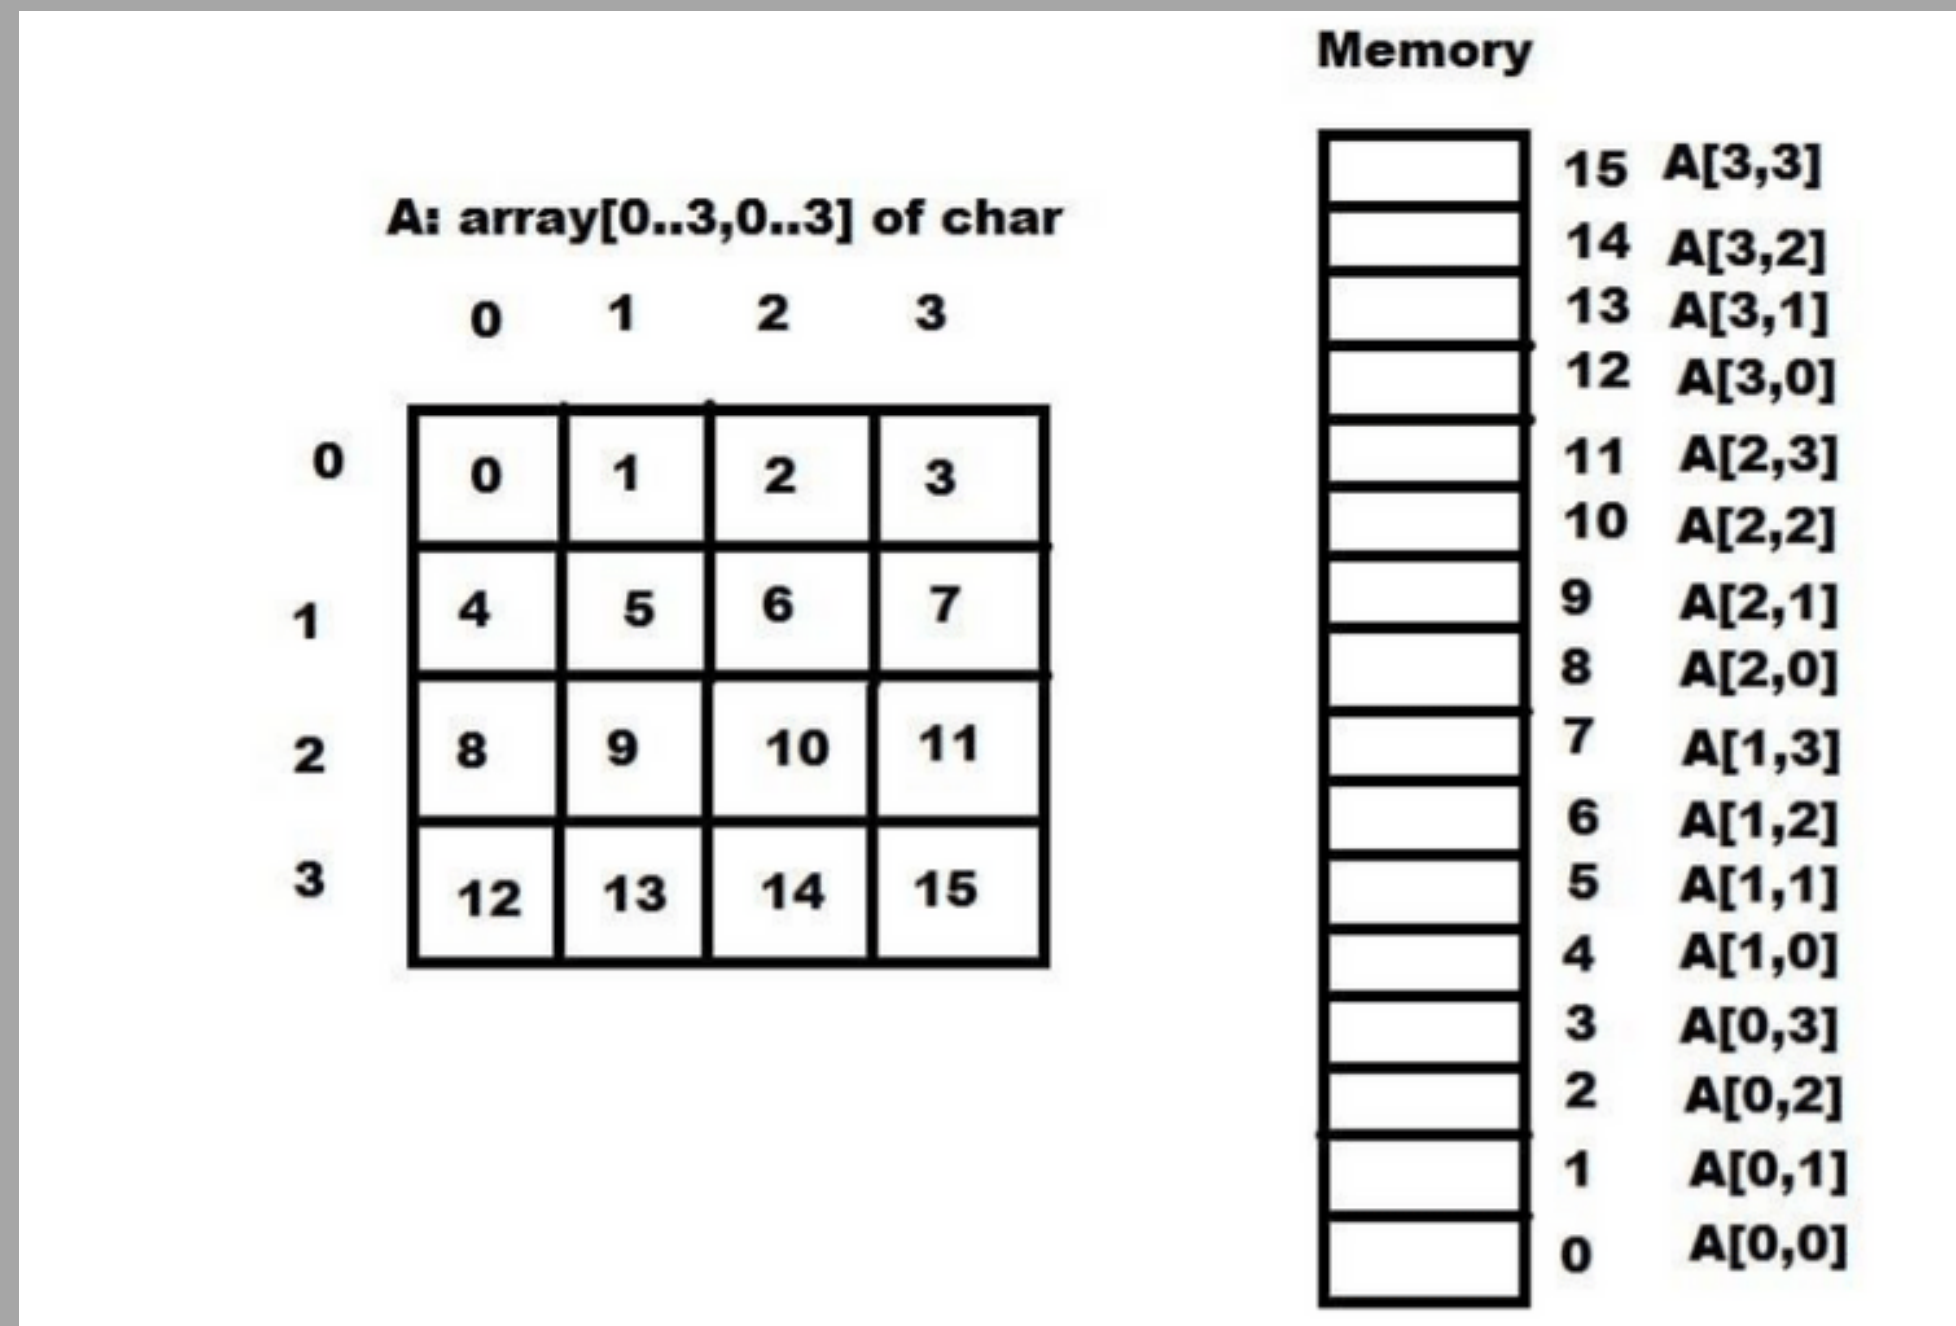 Memory
A: array[0..3,0..3] of char
0 1 2 3
0 0 1 2 3
1 4 5 6 7
2 8 9 10 11
3 12 13 14 15
15 A[3,3]
14 A[3,2]
13 A[3,1]
12 A[3,0]
11 A[2,3]
10 A[2,2]
9 A[2,1]
8 A[2,0]
7 A[1,3]
6 A[1,2]
5 A[1,1]
4 A[1,0]
3 A[0,3]
2 A[0,2]
1 A[0,1]
0 A[0,0]